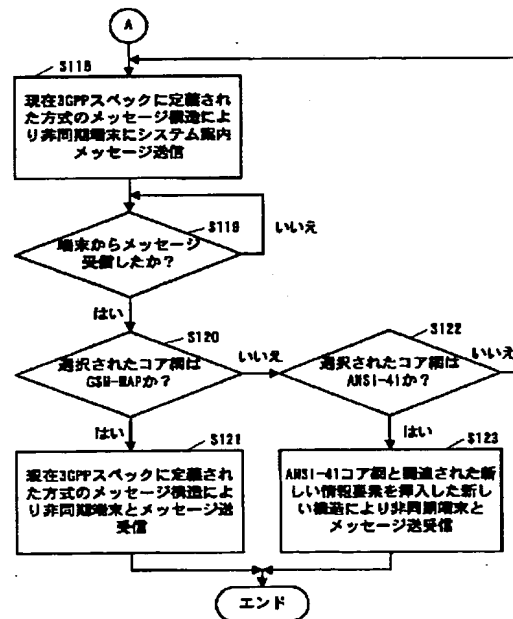 A
S118
現在3GPPスペックに定義され
た方式のメッセージ構造によ
り非同期端末にシステム案内
メッセージ送信
S119
端末からメッセージ
受信したか？
いいえ
はい
S120
選択されたコア網は
GSM-MAPか？
いいえ
S122
選択されたコア網は
ANSI-41か？
いいえ
はい
S121
現在3GPPスペックに定義され
た方式のメッセージ構造によ
り非同期端末とメッセージ送
受信
はい
S123
ANSI-41コア網と関連された新
しい情報要素を挿入した新し
い構造により非同期端末と
メッセージ送受信
エンド